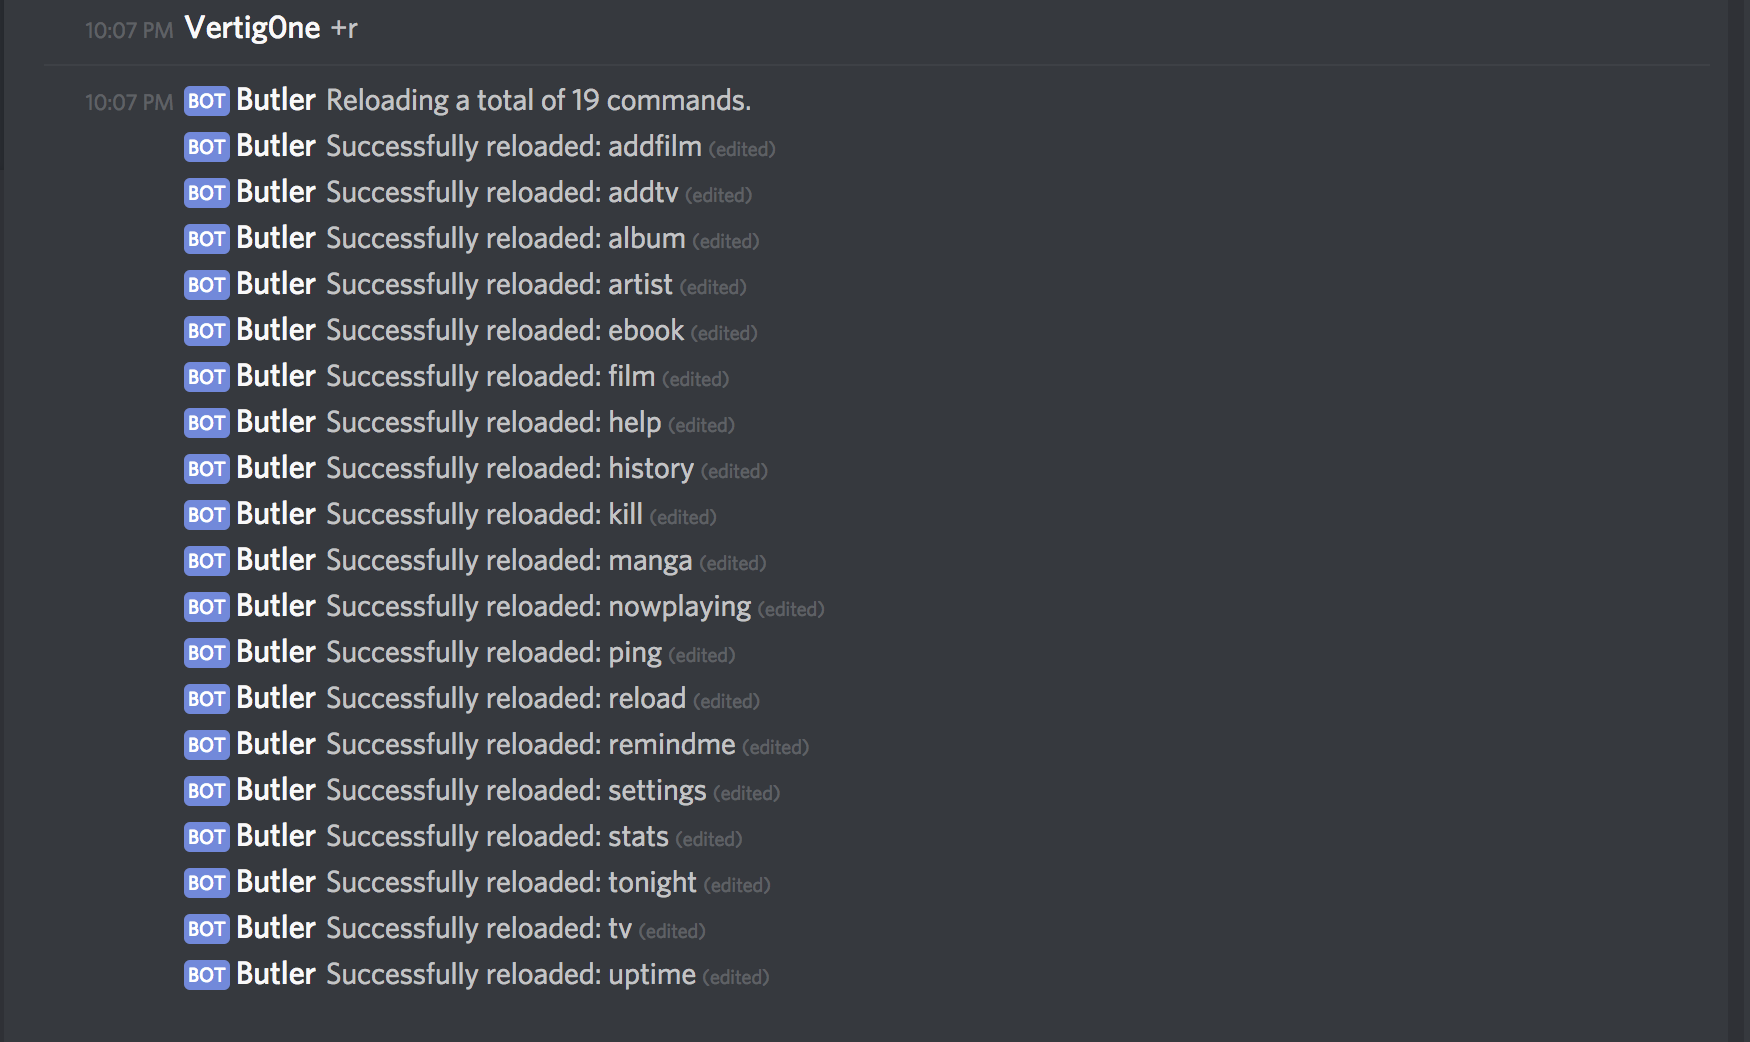 10:07 PM VertigOne +r
10:07 PM BOT Butler Reloading a total of 19 commands.
BOT Butler Successfully reloaded: addfilm (edited)
BOT Butler Successfully reloaded: addtv (edited)
BOT Butler Successfully reloaded: album (edited)
BOT Butler Successfully reloaded: artist (edited)
BOT Butler Successfully reloaded: ebook (edited)
BOT Butler Successfully reloaded: film (edited)
BOT Butler Successfully reloaded: help (edited)
BOT Butler Successfully reloaded: history (edited)
BOT Butler Successfully reloaded: kill (edited)
BOT Butler Successfully reloaded: manga (edited)
BOT Butler Successfully reloaded: nowplaying (edited)
BOT Butler Successfully reloaded: ping (edited)
BOT Butler Successfully reloaded: reload (edited)
BOT Butler Successfully reloaded: remindme (edited)
BOT Butler Successfully reloaded: settings (edited)
BOT Butler Successfully reloaded: stats (edited)
BOT Butler Successfully reloaded: tonight (edited)
BOT Butler Successfully reloaded: tv (edited)
BOT Butler Successfully reloaded: uptime (edited)